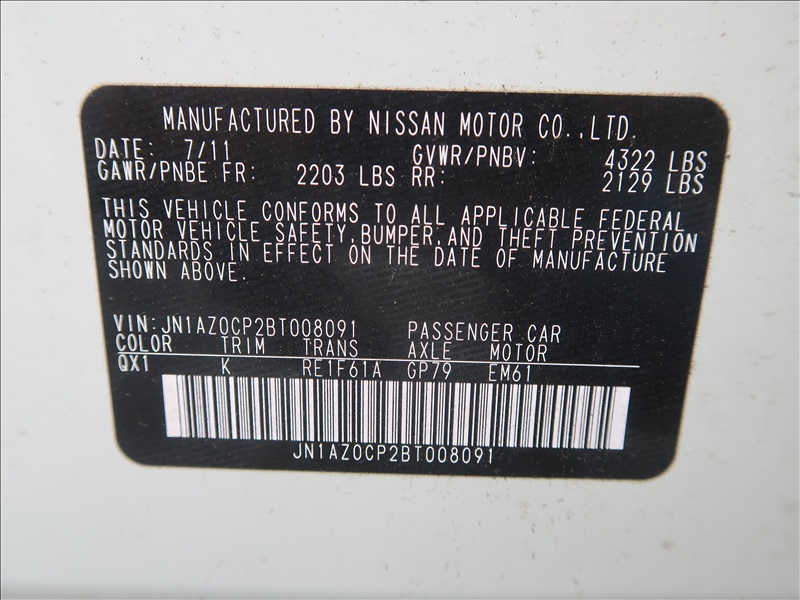 MANUFACTURED BY NISSAN MOTOR CO.,LTD.
DATE: 7/11 GVWR/PNBV: 4322 LBS
GAWR/PNBE FR: 2203 LBS RR: 2129 LBS
THIS VEHICLE CONFORMS TO ALL APPLICABLE FEDERAL
MOTOR VEHICLE SAFETY,BUMPER,AND THEFT PREVENTION
STANDARDS IN EFFECT ON THE DATE OF MANUFACTURE
SHOWN ABOVE.
VIN:JN1AZ0CP2BT008091 PASSENGER CAR
COLOR TRIM TRANS AXLE MOTOR
QX1 K RE1F61A GP79 EM61
JN1AZ0CP2BT008091